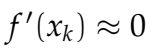 f ′(xₖ) ≈ 0